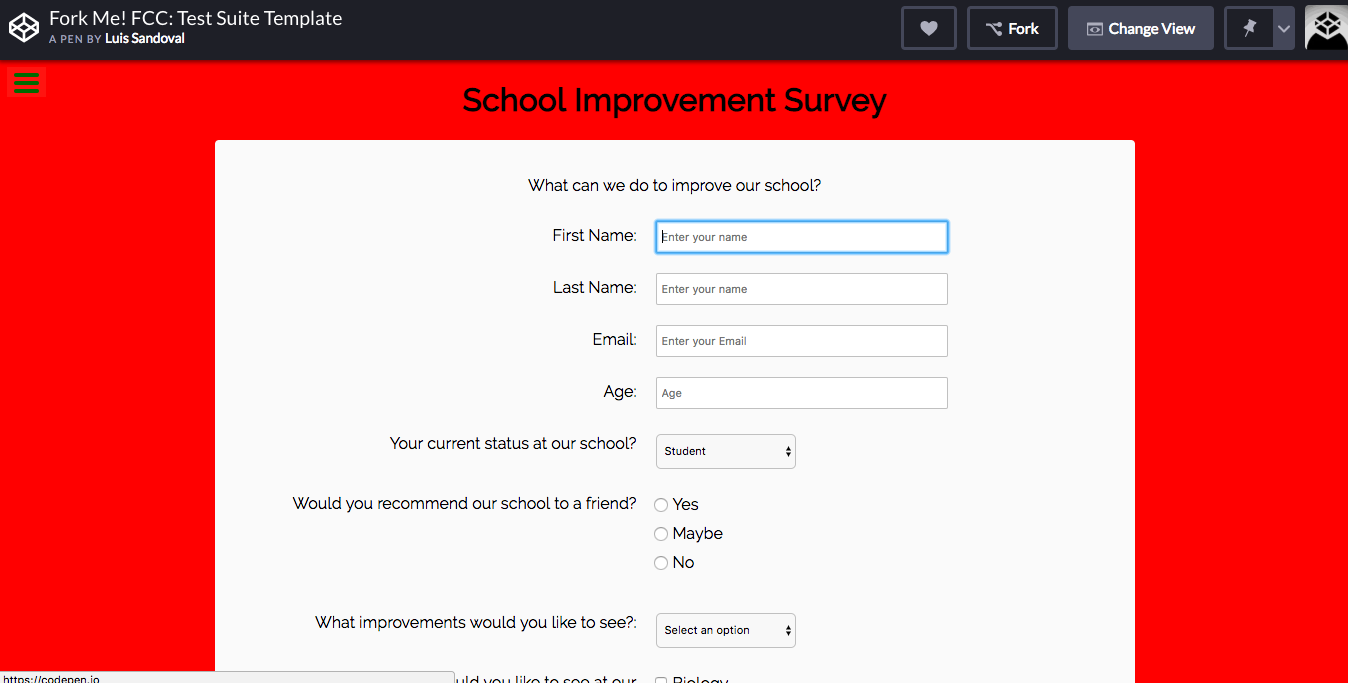 Fork Me! FCC: Test Suite Template
A PEN BY Luis Sandoval
Fork
Change View
School Improvement Survey
What can we do to improve our school?
First Name: Enter your name
Last Name: Enter your name
Email: Enter your Email
Age: Age
Your current status at our school? Student
Would you recommend our school to a friend? Yes
Maybe
No
What improvements would you like to see?: Select an option
you like to see at our Biology
https://codepen.io